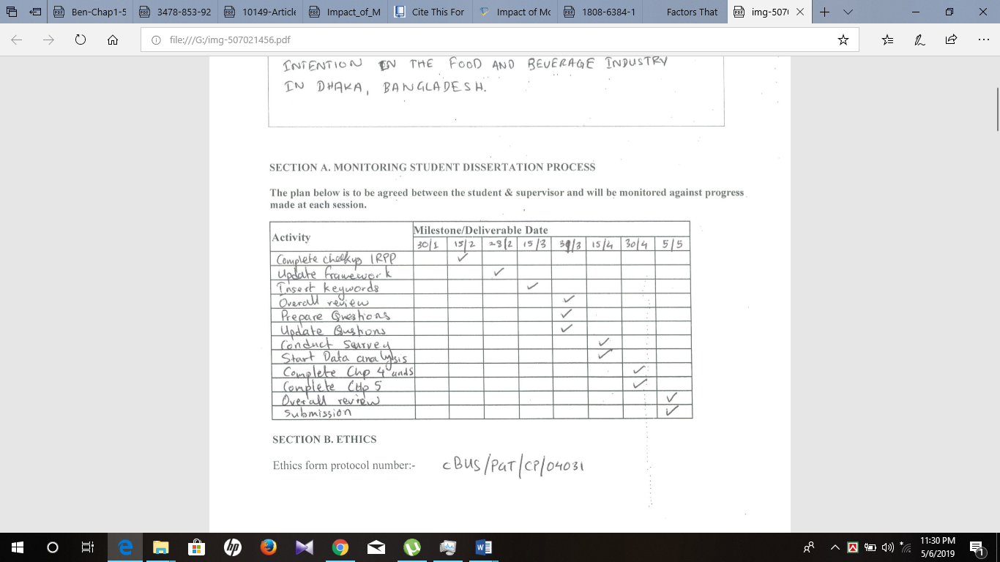 Ben-Chap1-5
3478-853-92
10149-Article
Impact_of_M
Cite This For
Impact of Mc
1808-6384-1
Factors That
img-507
file:///G:/img-507021456.pdf
INTENTION IN THE FOOD AND BEVERAGE INDUSTRY
IN DHAKA, BANGLADESH.
SECTION A. MONITORING STUDENT DISSERTATION PROCESS
The plan below is to be agreed between the student & supervisor and will be monitored against progress
made at each session.
Activity
Milestone/Deliverable Date
30/1 15/2 28/2 15/3 30/3 15/4 30/4 5/5
Complete IRPP
Update framework
Insert keywords
Overall review
Prepare Questions
Update
Conduct Survey
Start Data analysis
Complete Chp 4
Complete CHp 5
Overall review
Submission
SECTION B. ETHICS
Ethics form protocol number:- cBUS/PGT/CP/04031
11:30 PM
5/6/2019
1